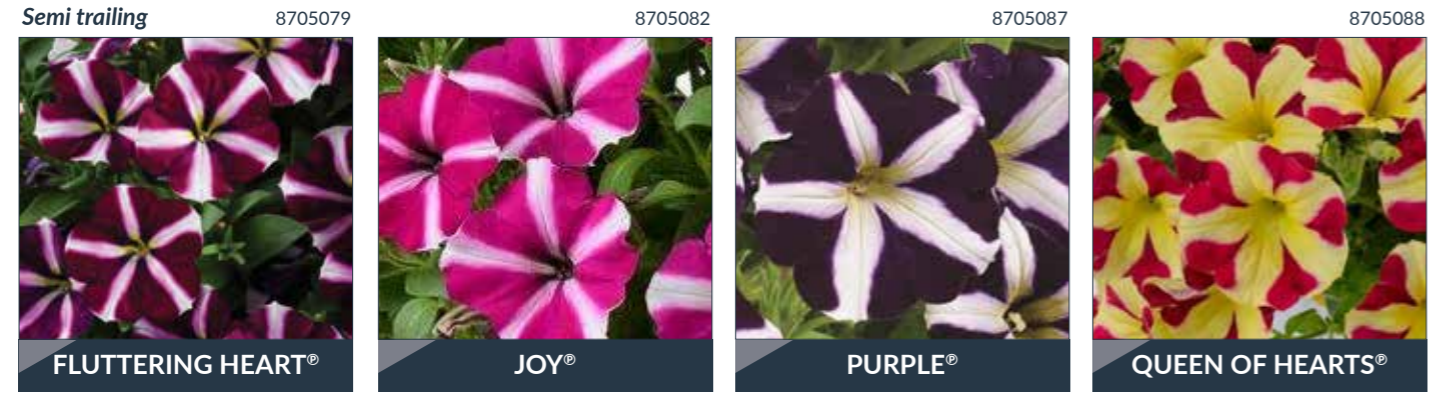 Semi trailing 8705079 8705082 8705087 8705088
FLUTTERING HEART℗ JOY℗ PURPLE℗ QUEEN OF HEARTS℗